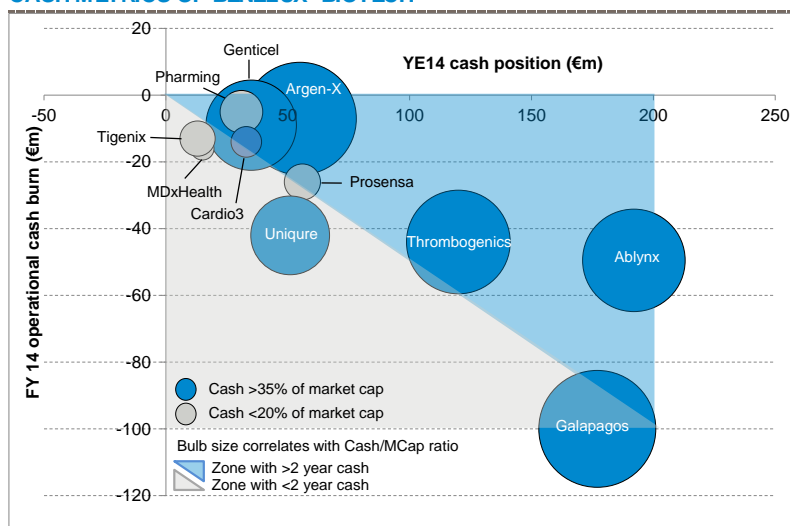 YE14 cash position (€m)
FY 14 operational cash burn (€m)
20
0
-20
-40
-60
-80
-100
-120
-50
0
50
100
150
200
250
Genticel
Pharming
Argen-X
Tigenix
MDxHealth
Cardio3
Prosensa
Uniqure
Thrombogenics
Ablynx
Galapagos
Cash >35% of market cap
Cash <20% of market cap
Bulb size correlates with Cash/MCap ratio
Zone with >2 year cash
Zone with <2 year cash